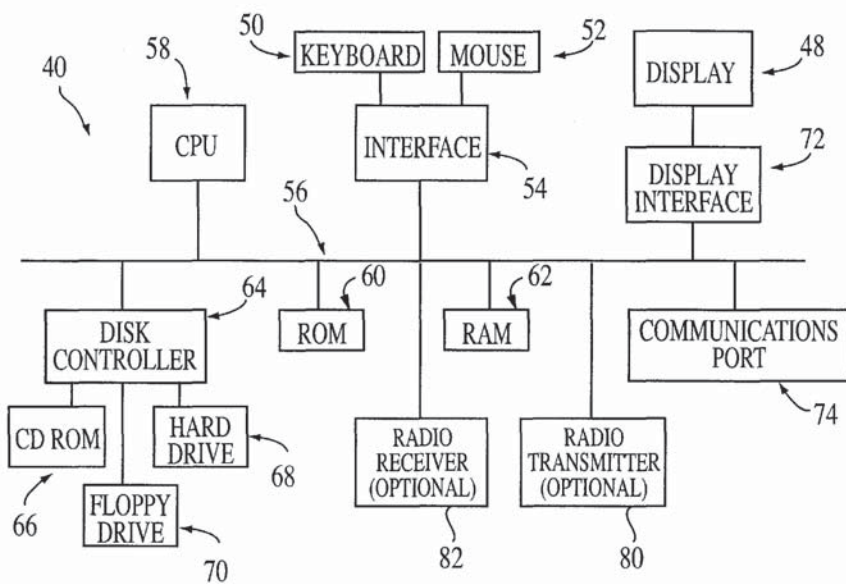 50
KEYBOARD
MOUSE
52
58
40
CPU
INTERFACE
54
DISPLAY
48
72
DISPLAY
INTERFACE
56
64
60
62
DISK
CONTROLLER
ROM
RAM
COMMUNICATIONS
PORT
74
CD ROM
66
HARD
DRIVE
68
FLOPPY
DRIVE
70
RADIO
RECEIVER
(OPTIONAL)
82
RADIO
TRANSMITTER
(OPTIONAL)
80